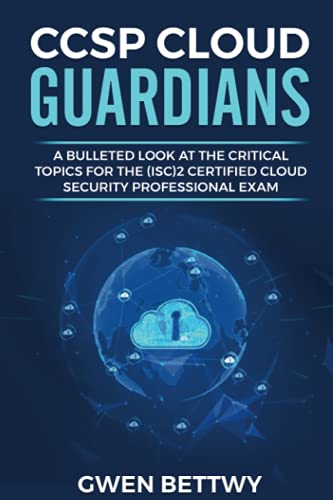 CCSP CLOUD
GUARDIANS
A BULLETED LOOK AT THE CRITICAL
TOPICS FOR THE (ISC)2 CERTIFIED CLOUD
SECURITY PROFESSIONAL EXAM
GWEN BETTWY